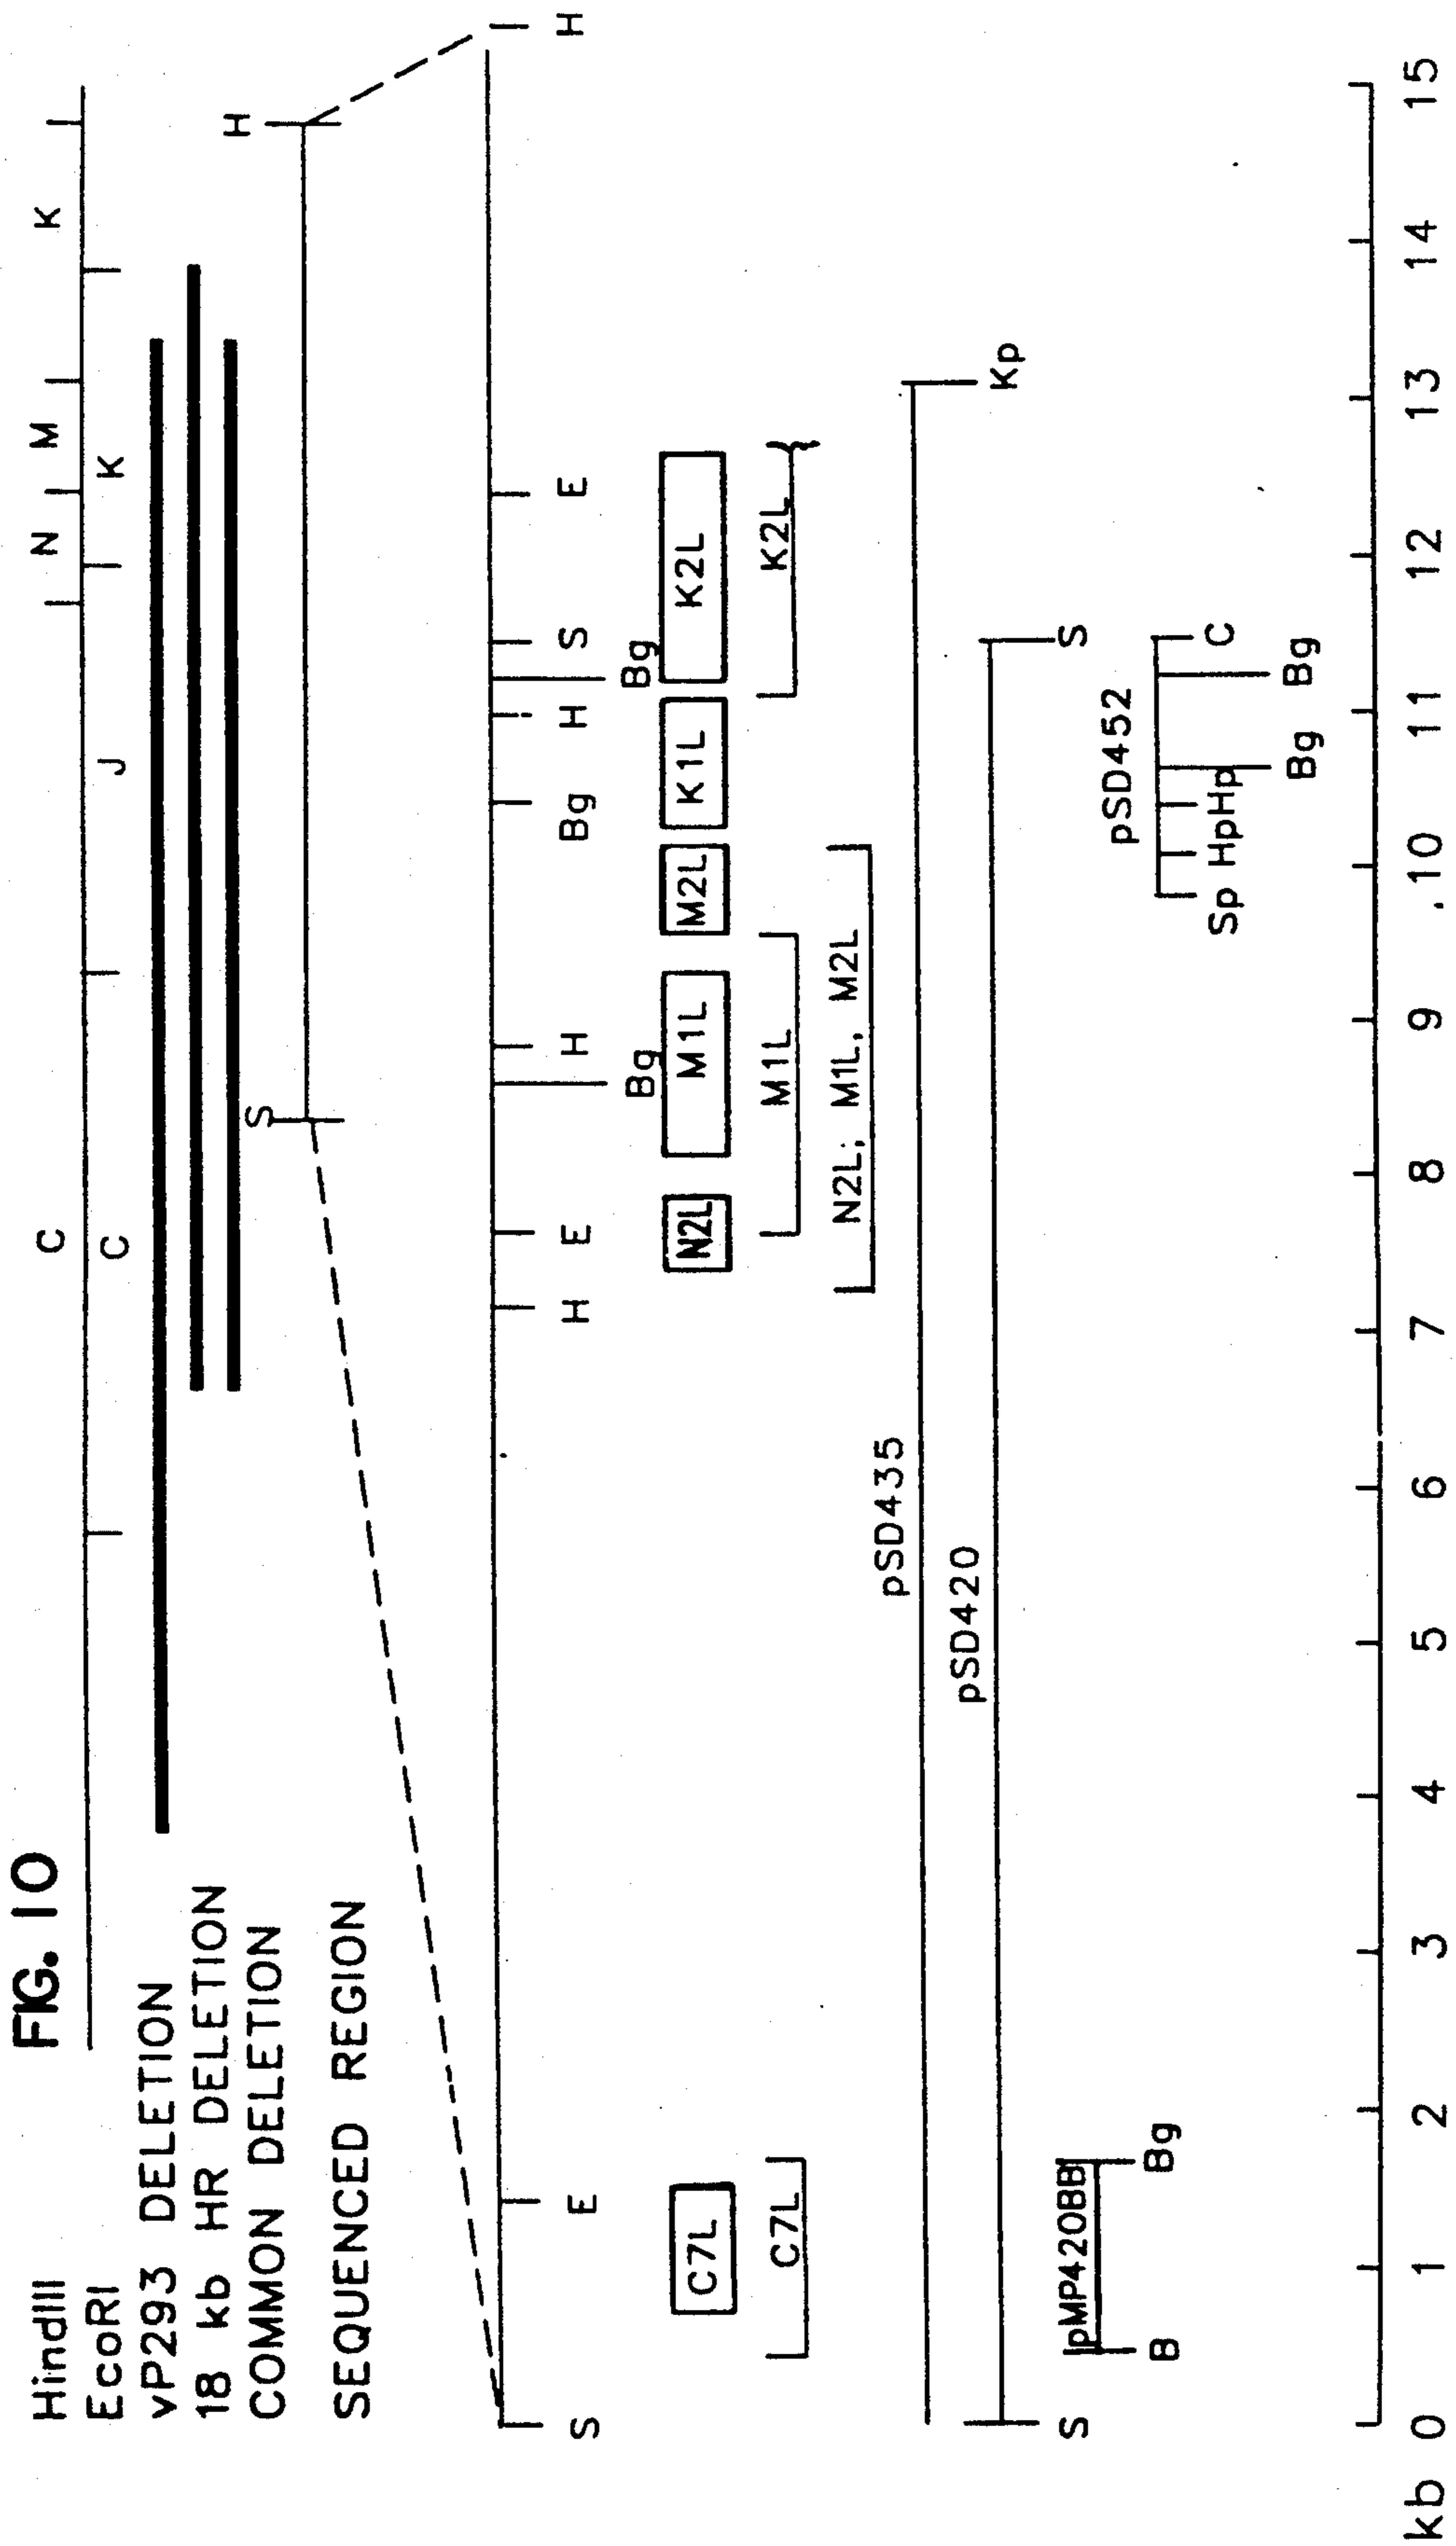 FIG. 10
HindIII C N M K
EcoRI C J K
vP293 DELETION
18 kb HR DELETION
COMMON DELETION
S H
SEQUENCED REGION
S E H E H Bg H S E H
Bg Bg
C7L N2L M1L M2L K1L K2L
C7L M1L K2L
N2L; M1L, M2L
pSD435
Kp
pSD420
S S
pMP420BB pSD452
B Bg Sp Hp Hp C
Bg Bg
kb 0 1 2 3 4 5 6 7 8 9 10 11 12 13 14 15